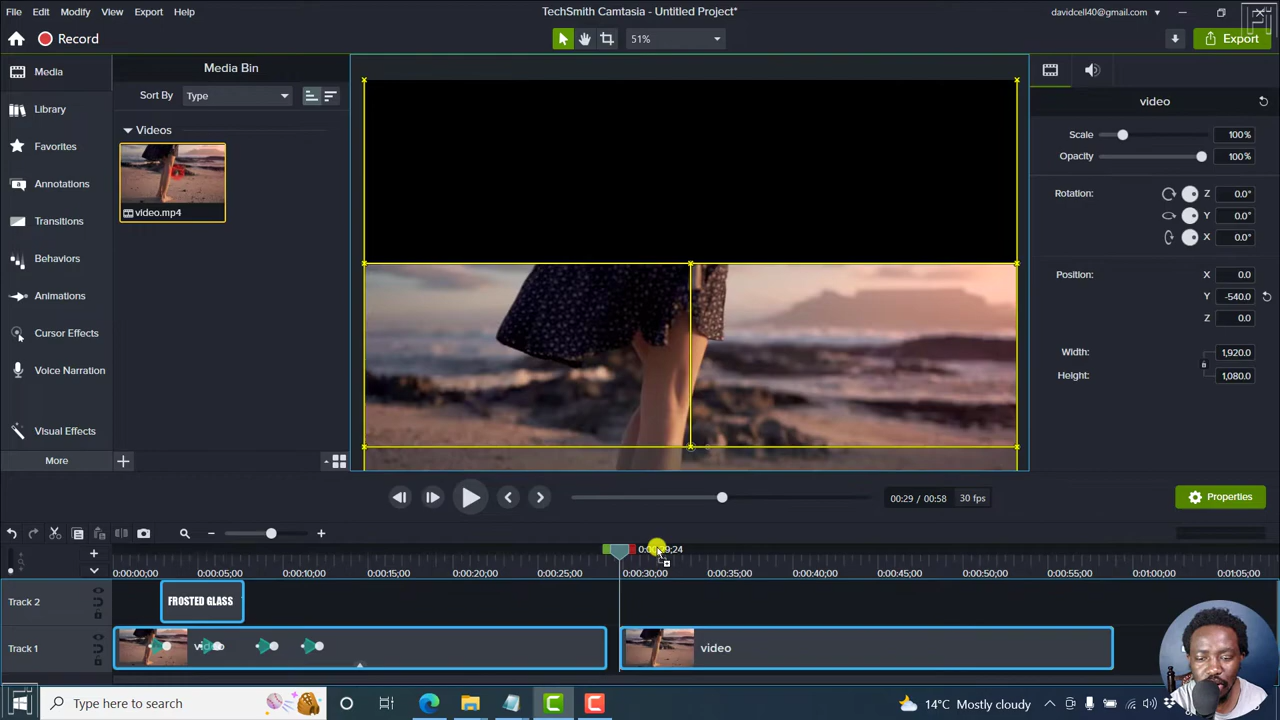 File Edit Modify View Export Help
TechSmith Camtasia - Untitled Project*
davidcell40@gmail.com
Record
51%
Export
Media
Library
Favorites
Annotations
Transitions
Behaviors
Animations
Cursor Effects
Voice Narration
Visual Effects
More
Media Bin
Sort By Type
Videos
video.mp4
video
Scale 100%
Opacity 100%
Rotation: Z 0.0°
Y 0.0°
X 0.0°
Position: X 0.0
Y -540.0
Z 0.0
Width: 1,920.0
Height: 1,080.0
00:29 / 00:58 30 fps
Properties
0:00:00;00 0:00:05;00 0:00:10;00 0:00:15;00 0:00:20;00 0:00:25;00 0:00:30;00 0:00:35;00 0:00:40;00 0:00:45;00 0:00:50;00 0:00:55;00 0:01:00;00 0:01:05;00
Track 2
FROSTED GLASS
Track 1
video
video
Type here to search
14°C Mostly cloudy